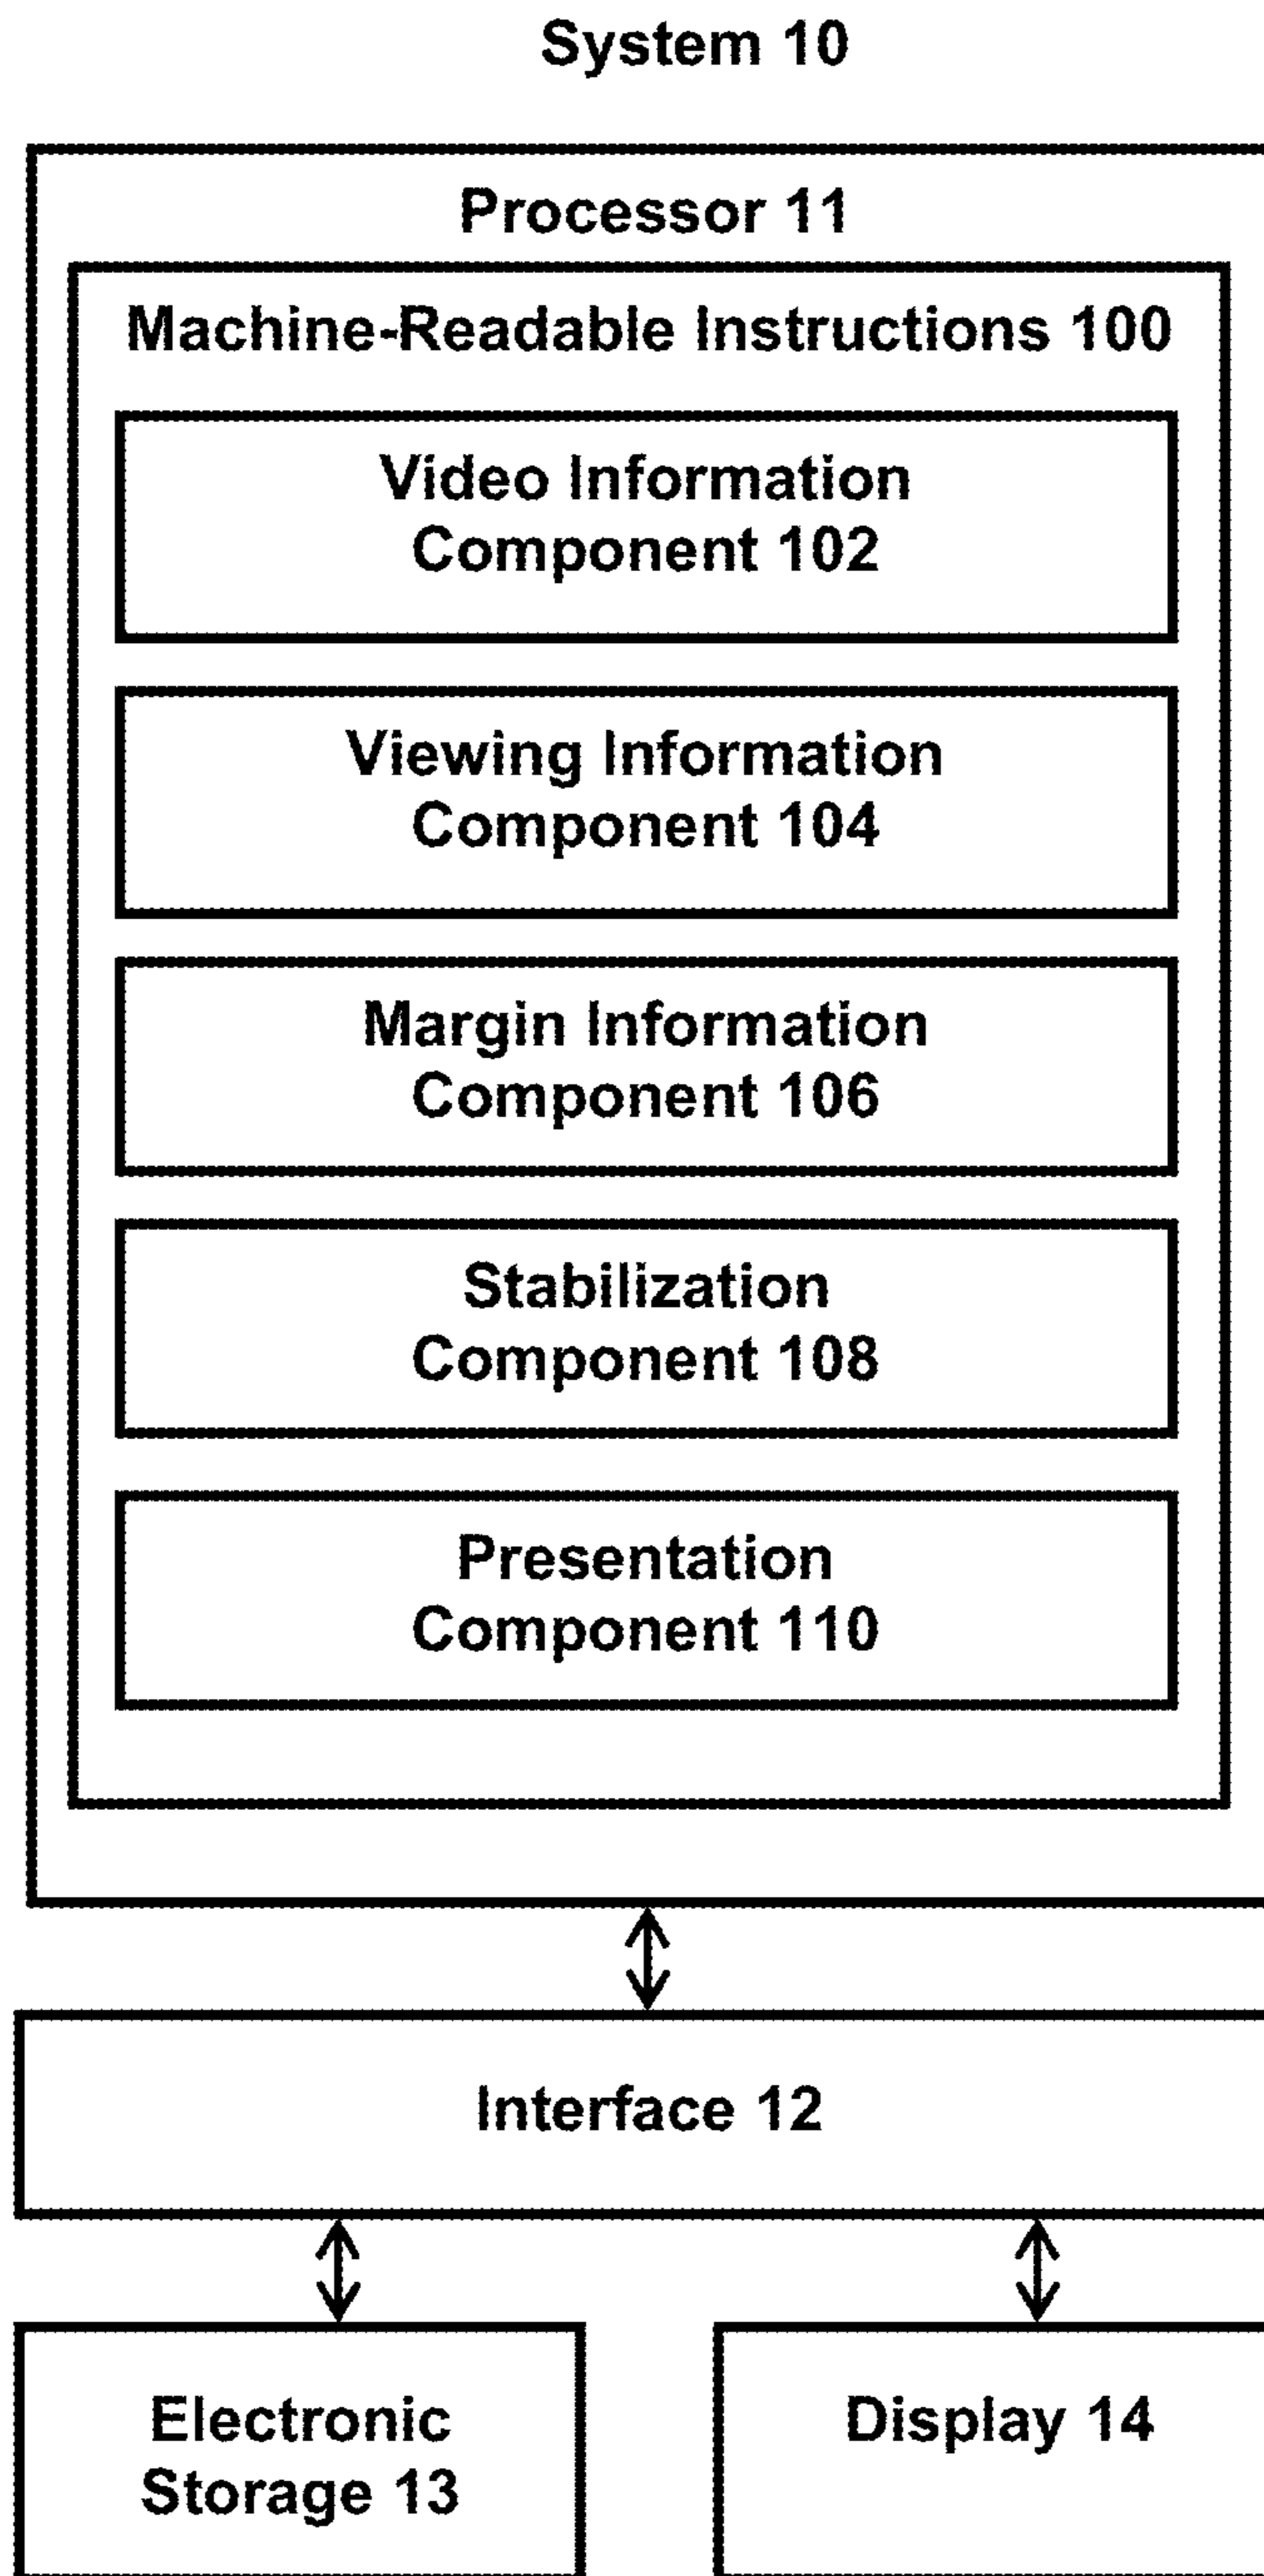 System 10
Processor 11
Machine-Readable Instructions 100
Video Information
Component 102
Viewing Information
Component 104
Margin Information
Component 106
Stabilization
Component 108
Presentation
Component 110
Interface 12
Electronic
Storage 13
Display 14